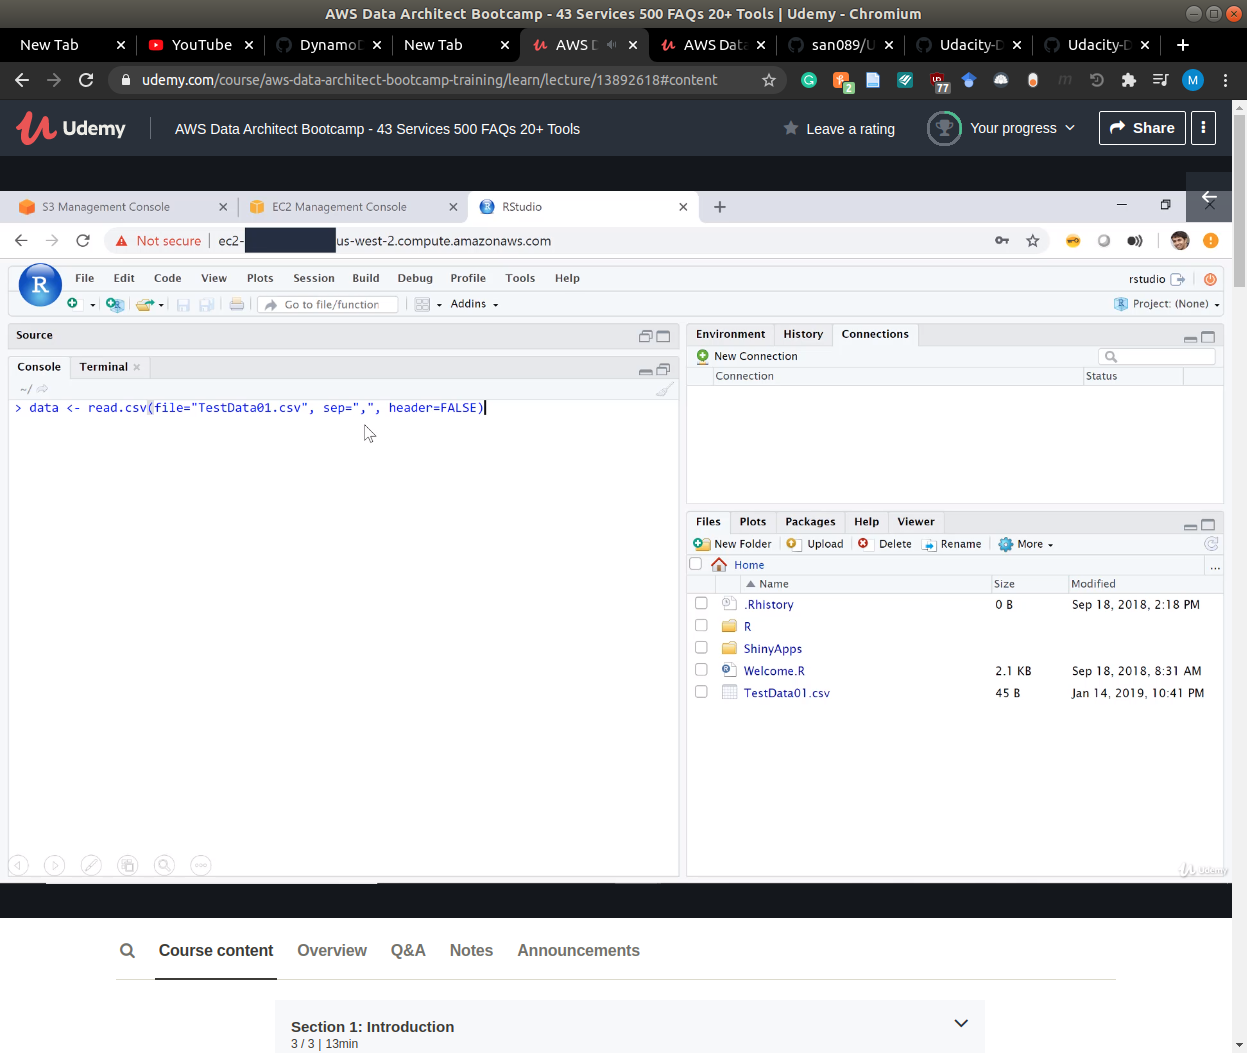 AWS Data Architect Bootcamp - 43 Services 500 FAQs 20+ Tools | Udemy - Chromium
New Tab YouTube Dynamo New Tab AWS D AWS Data san089/U Udacity-D Udacity-D
udemy.com/course/aws-data-architect-bootcamp-training/learn/lecture/13892618#content 2 77 M
Udemy AWS Data Architect Bootcamp - 43 Services 500 FAQs 20+ Tools Leave a rating Your progress Share
S3 Management Console EC2 Management Console RStudio
Not secure ec2- us-west-2.compute.amazonaws.com
R File Edit Code View Plots Session Build Debug Profile Tools Help rstudio
Go to file/function Addins Project: (None)
Source
Environment History Connections
New Connection
Connection Status
Console Terminal
~/
> data <- read.csv(file="TestData01.csv", sep=",", header=FALSE)
Files Plots Packages Help Viewer
New Folder Upload Delete Rename More
Home ...
Name Size Modified
.Rhistory 0 B Sep 18, 2018, 2:18 PM
R
ShinyApps
Welcome.R 2.1 KB Sep 18, 2018, 8:31 AM
TestData01.csv 45 B Jan 14, 2019, 10:41 PM
Udemy
Course content Overview Q&A Notes Announcements
Section 1: Introduction
3 / 3 | 13min